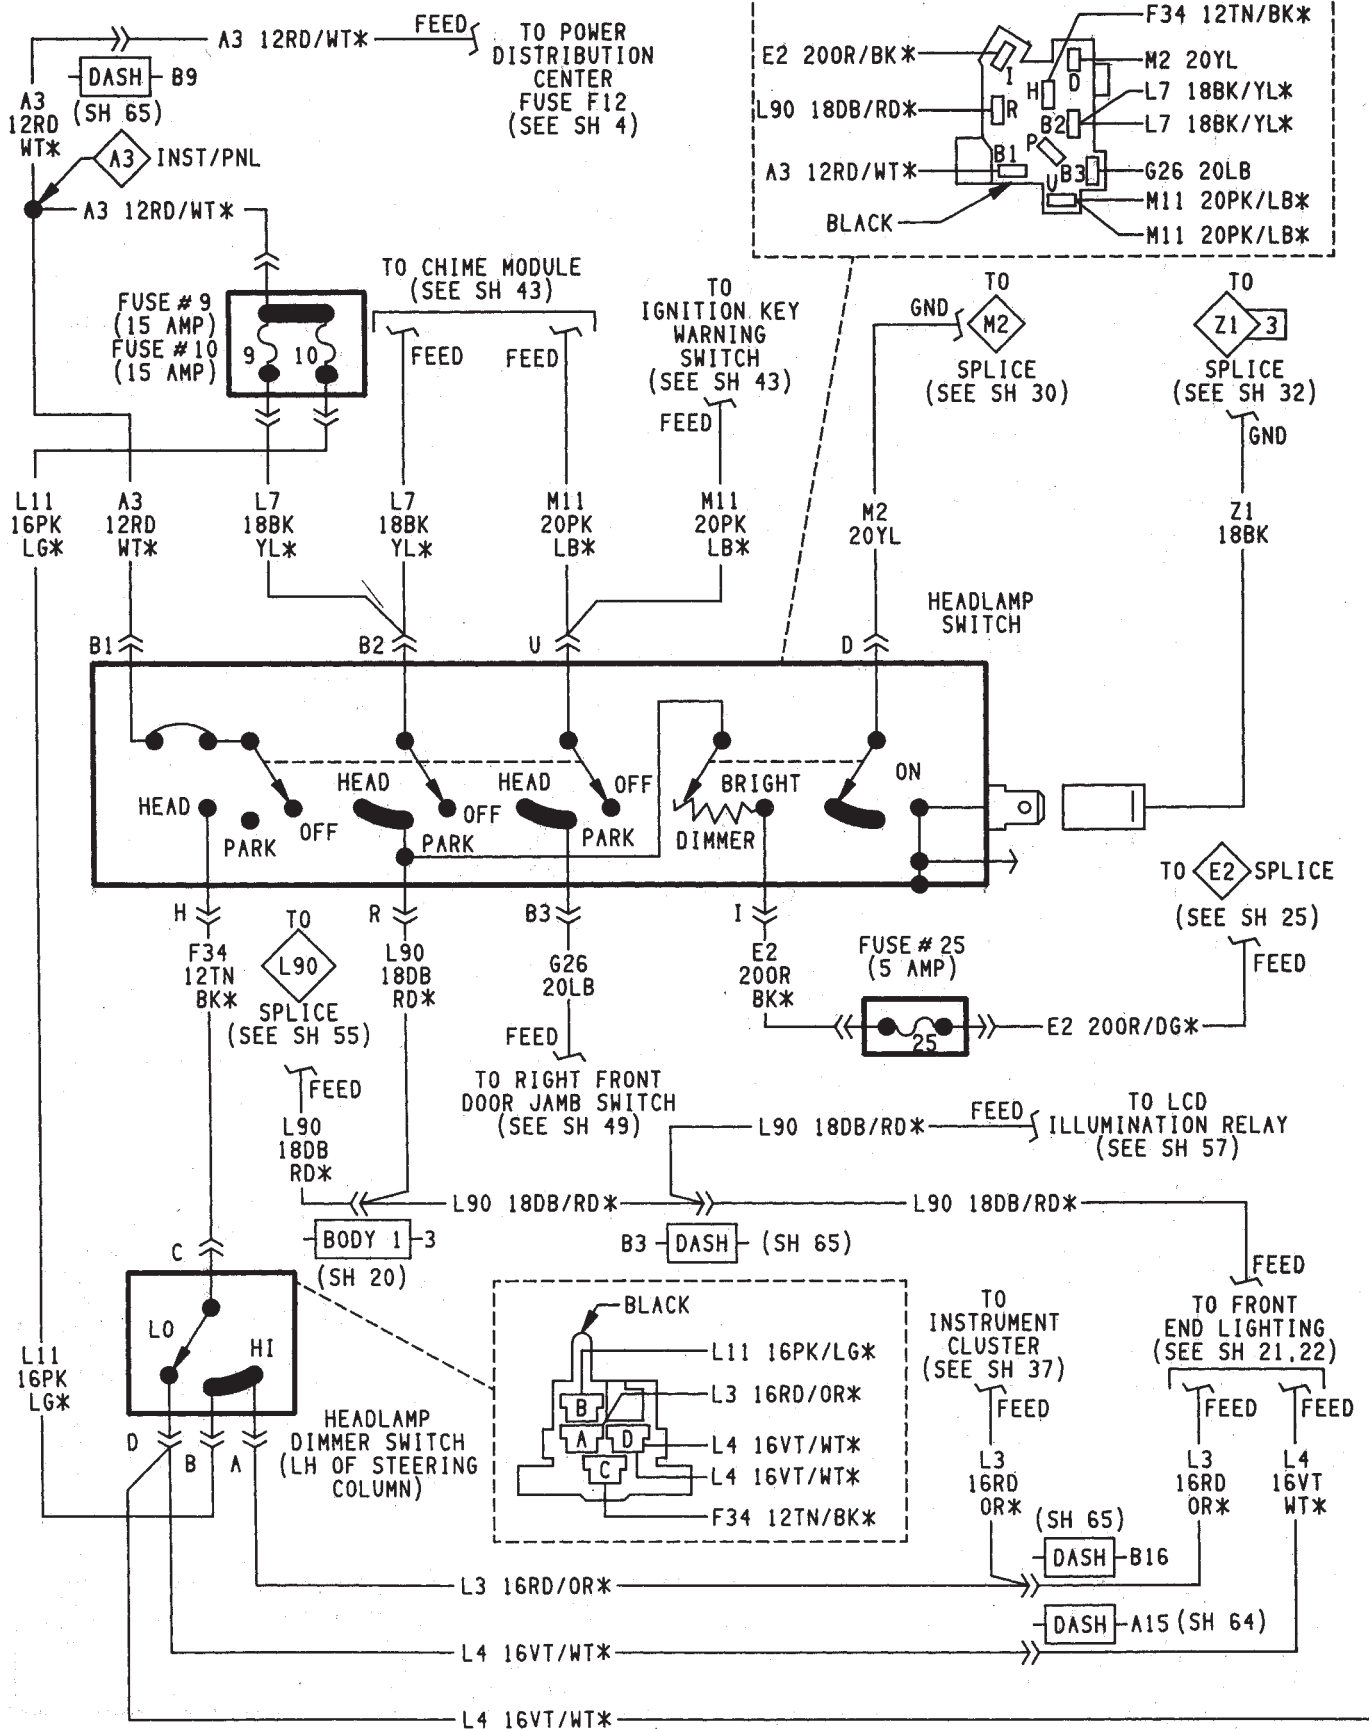 A3 12RD/WT*
FEED
TO POWER
DISTRIBUTION
CENTER
FUSE F12
(SEE SH 4)
DASH B9
(SH 65)
A3
12RD
WT*
A3 INST/PNL
A3 12RD/WT*
F34 12TN/BK*
E2 20OR/BK*
M2 20YL
L7 18BK/YL*
L90 18DB/RD*
L7 18BK/YL*
A3 12RD/WT*
G26 20LB
M11 20PK/LB*
BLACK
M11 20PK/LB*
I
D
H
R
B2
P
B1
B3
U
FUSE #9
(15 AMP)
FUSE #10
(15 AMP)
9 10
TO CHIME MODULE
(SEE SH 43)
FEED
FEED
TO
IGNITION KEY
WARNING
SWITCH
(SEE SH 43)
FEED
GND
TO
M2
SPLICE
(SEE SH 30)
TO
Z1 3
SPLICE
(SEE SH 32)
GND
L11
16PK
LG*
A3
12RD
WT*
L7
18BK
YL*
L7
18BK
YL*
M11
20PK
LB*
M11
20PK
LB*
M2
20YL
Z1
18BK
HEADLAMP
SWITCH
B1 B2 U D
HEAD
PARK
OFF
HEAD
OFF
PARK
HEAD
OFF
PARK
BRIGHT
DIMMER
ON
H R B3 I
TO E2 SPLICE
(SEE SH 25)
FEED
F34
12TN
BK*
TO
L90
SPLICE
(SEE SH 55)
FEED
L90
18DB
RD*
G26
20LB
FEED
TO RIGHT FRONT
DOOR JAMB SWITCH
(SEE SH 49)
E2
20OR
BK*
FUSE #25
(5 AMP)
25
E2 20OR/DG*
L90
18DB
RD*
L90 18DB/RD*
FEED
TO LCD
ILLUMINATION RELAY
(SEE SH 57)
L90 18DB/RD*
L90 18DB/RD*
BODY 1 3
(SH 20)
B3 DASH (SH 65)
FEED
TO FRONT
END LIGHTING
(SEE SH 21,22)
FEED
FEED
C
LO
HI
D B A
HEADLAMP
DIMMER SWITCH
(LH OF STEERING
COLUMN)
L11
16PK
LG*
BLACK
L11 16PK/LG*
L3 16RD/OR*
L4 16VT/WT*
L4 16VT/WT*
F34 12TN/BK*
B
A D
C
TO
INSTRUMENT
CLUSTER
(SEE SH 37)
FEED
L3
16RD
OR*
L3
16RD
OR*
L4
16VT
WT*
(SH 65)
DASH B16
L3 16RD/OR*
DASH A15 (SH 64)
L4 16VT/WT*
L4 16VT/WT*